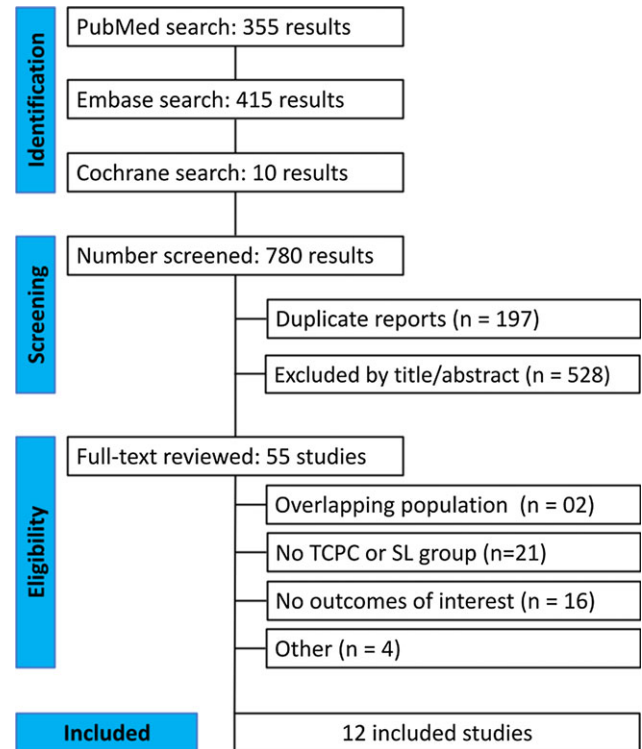 Identification
PubMed search: 355 results
Embase search: 415 results
Cochrane search: 10 results
Screening
Number screened: 780 results
Duplicate reports (n = 197)
Excluded by title/abstract (n = 528)
Eligibility
Full-text reviewed: 55 studies
Overlapping population (n = 02)
No TCPC or SL group (n=21)
No outcomes of interest (n = 16)
Other (n = 4)
Included
12 included studies